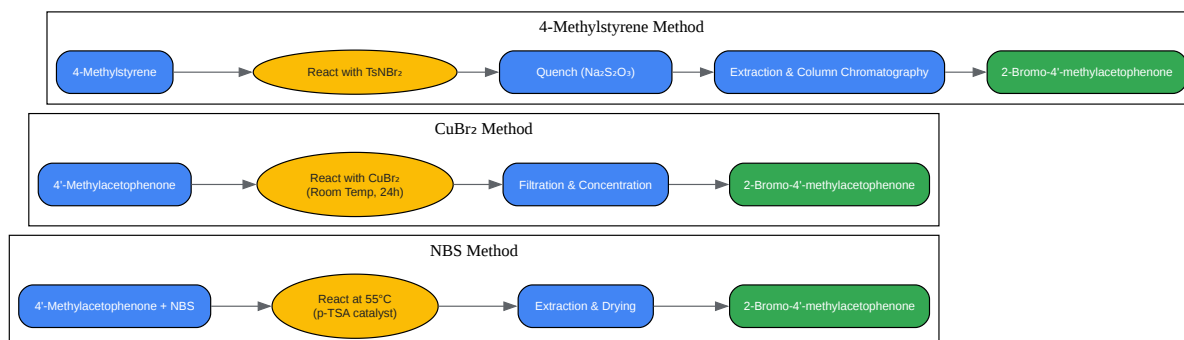 4-Methylstyrene Method
4-Methylstyrene
React with TsNBr₂
Quench (Na₂S₂O₃)
Extraction & Column Chromatography
2-Bromo-4'-methylacetophenone
CuBr₂ Method
4'-Methylacetophenone
React with CuBr₂
(Room Temp, 24h)
Filtration & Concentration
2-Bromo-4'-methylacetophenone
NBS Method
4'-Methylacetophenone + NBS
React at 55°C
(p-TSA catalyst)
Extraction & Drying
2-Bromo-4'-methylacetophenone